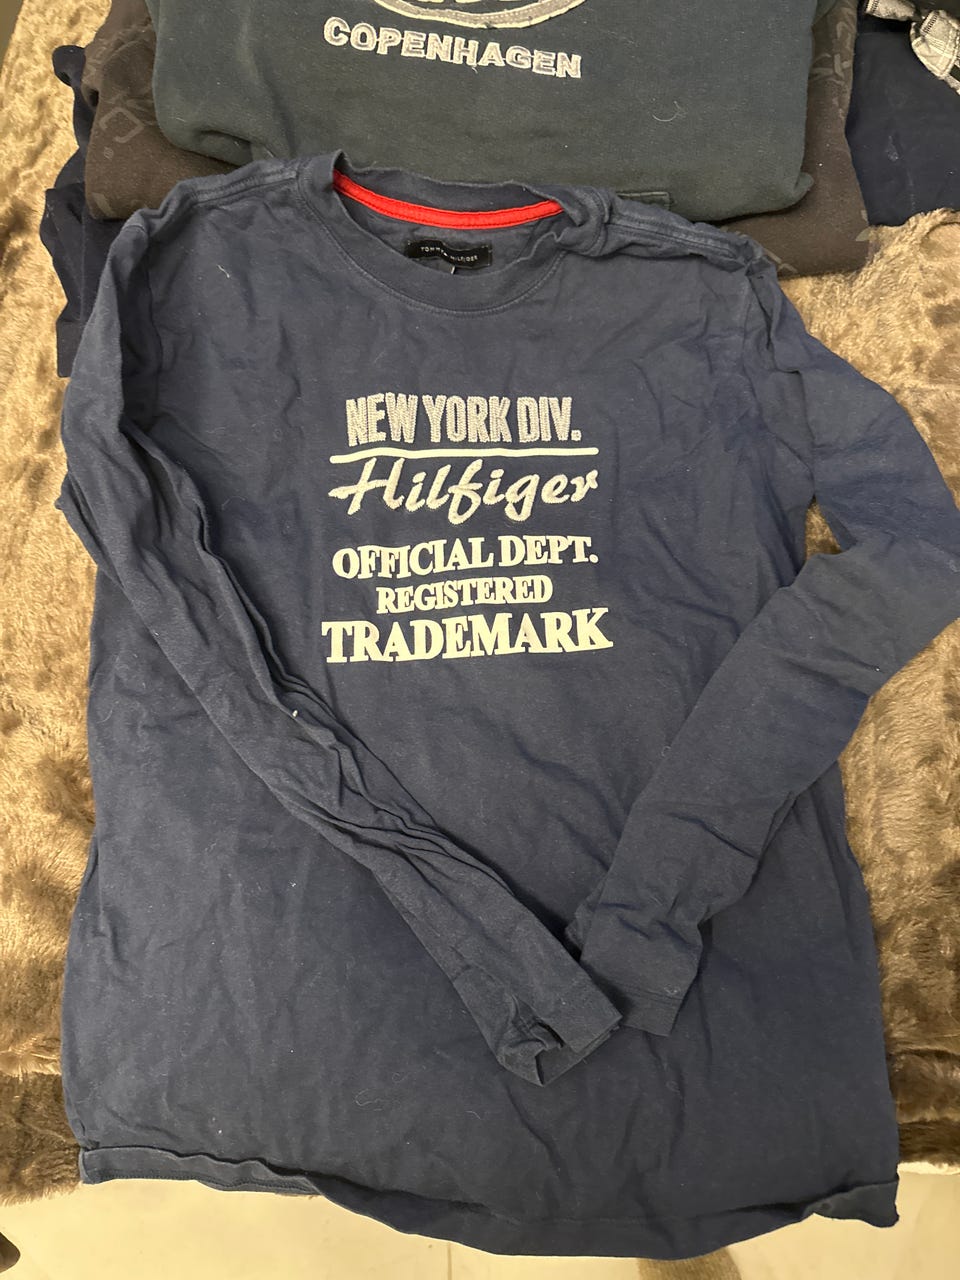 COPENHAGEN
TOMMY HILFIGER
NEW YORK DIV.
Hilfiger
OFFICIAL DEPT.
REGISTERED
TRADEMARK